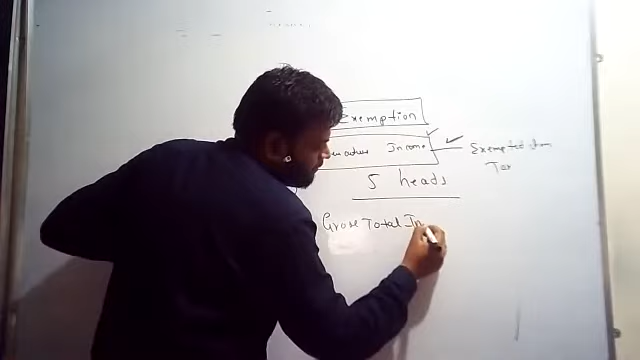 Exemption
Income Exempted from
Tax
5 heads
Gross Total In